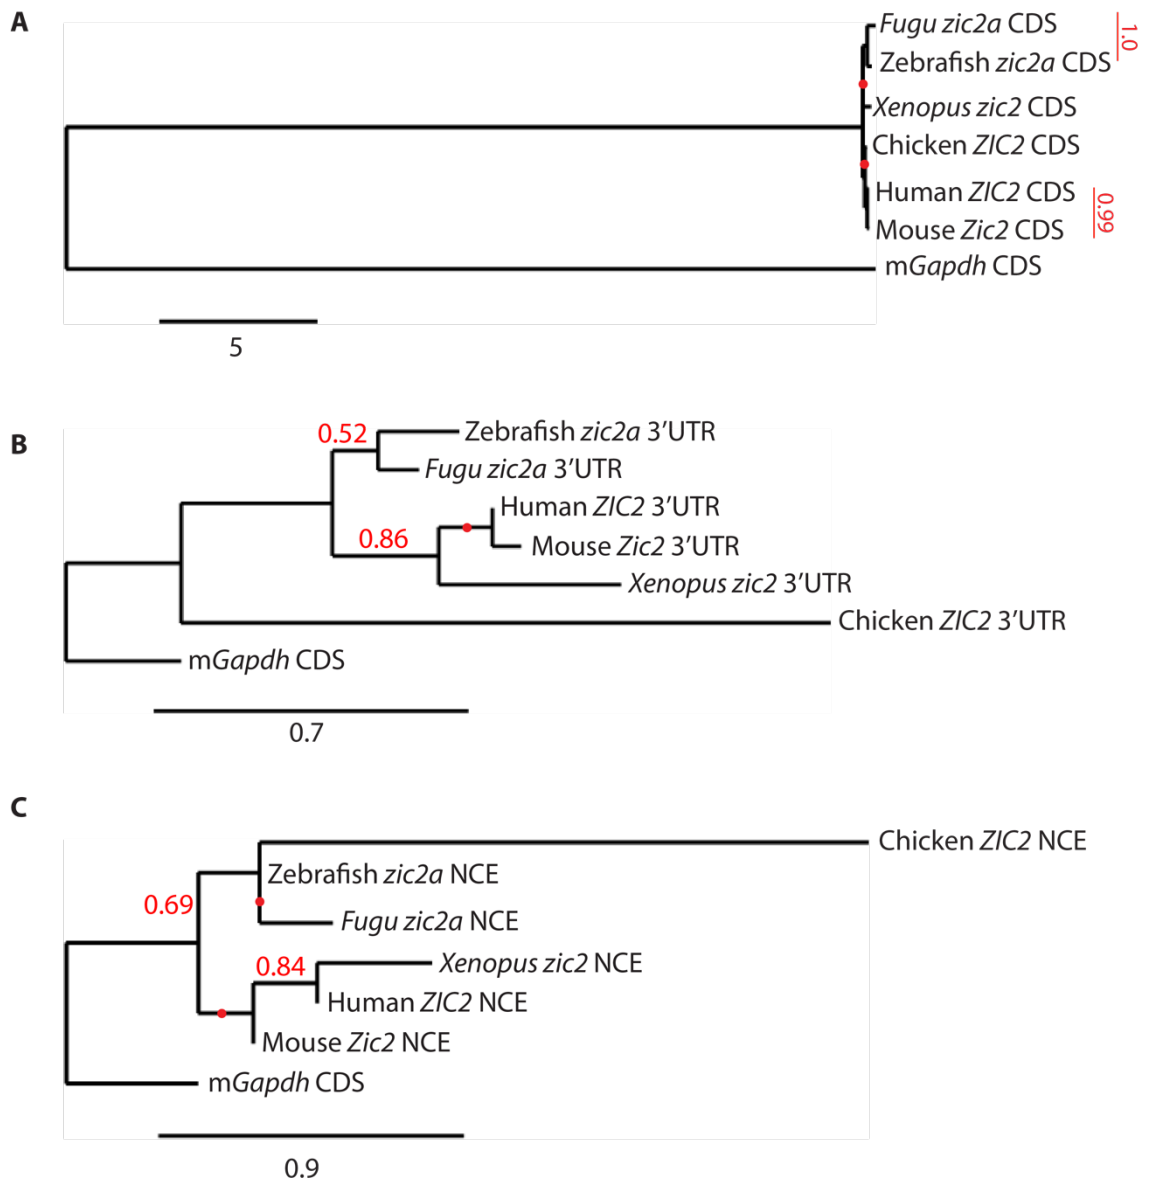 A
Fugu zic2a CDS
1.0
Zebrafish zic2a CDS
Xenopus zic2 CDS
Chicken ZIC2 CDS
Human ZIC2 CDS
0.99
Mouse Zic2 CDS
mGapdh CDS
5
B
0.52
Zebrafish zic2a 3’UTR
Fugu zic2a 3’UTR
Human ZIC2 3’UTR
0.86
Mouse Zic2 3’UTR
Xenopus zic2 3’UTR
Chicken ZIC2 3’UTR
mGapdh CDS
0.7
C
Chicken ZIC2 NCE
Zebrafish zic2a NCE
0.69
Fugu zic2a NCE
Xenopus zic2 NCE
0.84
Human ZIC2 NCE
Mouse Zic2 NCE
mGapdh CDS
0.9